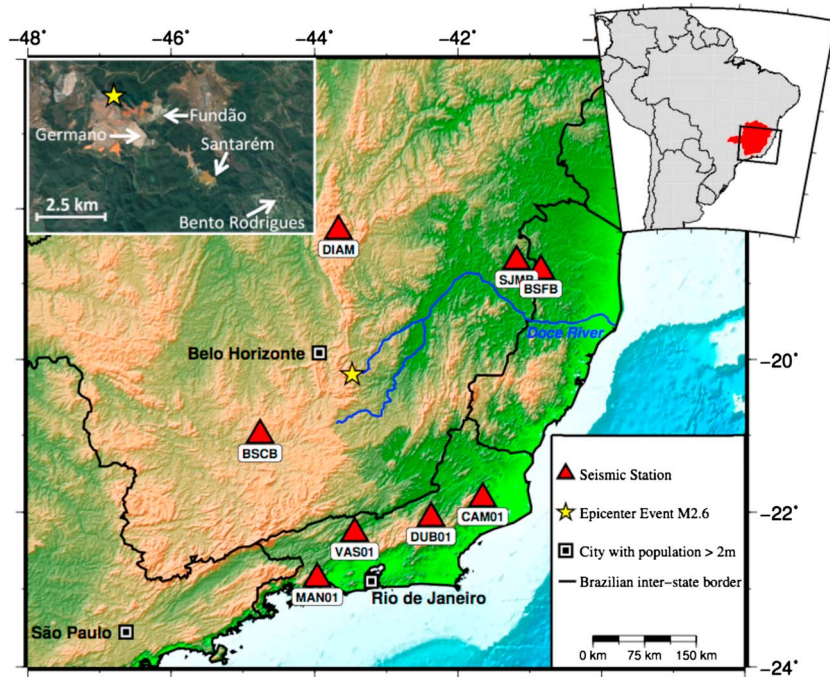 −48
−46
−44
−42
Fundão
Germano
Santarém
2.5 km
Bento Rodrigues
DIAM
BSFB
Doce River
Belo Horizonte
−20°
BSCB
Seismic Station
CAM01
Epicenter Event M2.6
−22°
DUB01
VAS01
City with population > 2m
MAN01
Rio de Janeiro
Brazilian inter−state border
São Paulo
0 km 75 km 150 km
−24°